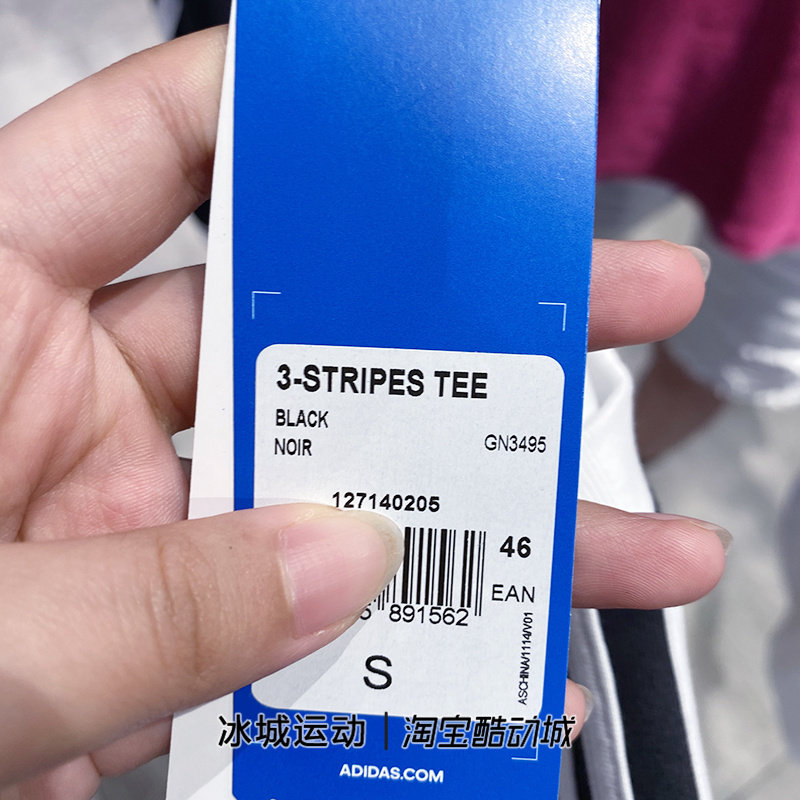 3-STRIPES TEE
BLACK
NOIR GN3495
127140205
46
EAN
891562
ASCHINA/1114/V01
S
冰城运动｜淘宝酷动城
ADIDAS.COM